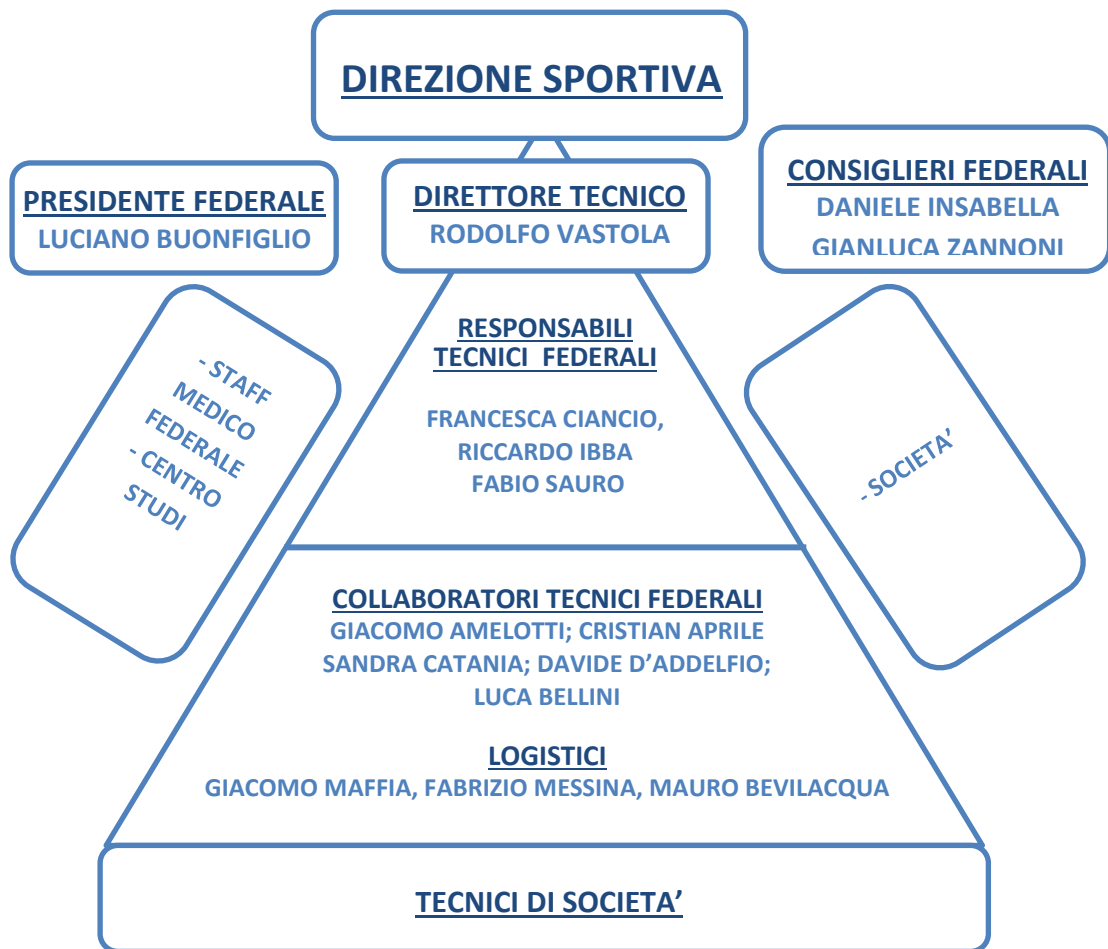 DIREZIONE SPORTIVA
PRESIDENTE FEDERALE
LUCIANO BUONFIGLIO
DIRETTORE TECNICO
RODOLFO VASTOLA
CONSIGLIERI FEDERALI
DANIELE INSABELLA
GIANLUCA ZANNONI
- STAFF
MEDICO
FEDERALE
- CENTRO
STUDI
RESPONSABILI
TECNICI FEDERALI
FRANCESCA CIANCIO,
RICCARDO IBBA
FABIO SAURO
- SOCIETA’
COLLABORATORI TECNICI FEDERALI
GIACOMO AMELOTTI; CRISTIAN APRILE
SANDRA CATANIA; DAVIDE D’ADDELFIO;
LUCA BELLINI
LOGISTICI
GIACOMO MAFFIA, FABRIZIO MESSINA, MAURO BEVILACQUA
TECNICI DI SOCIETA’